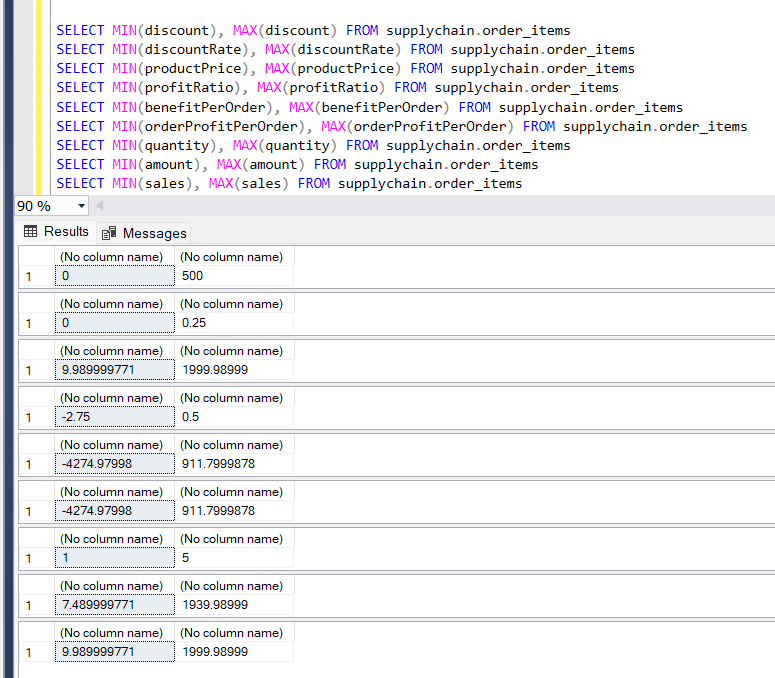 SELECT MIN(discount), MAX(discount) FROM supplychain.order_items
SELECT MIN(discountRate), MAX(discountRate) FROM supplychain.order_items
SELECT MIN(productPrice), MAX(productPrice) FROM supplychain.order_items
SELECT MIN(profitRatio), MAX(profitRatio) FROM supplychain.order_items
SELECT MIN(benefitPerOrder), MAX(benefitPerOrder) FROM supplychain.order_items
SELECT MIN(orderProfitPerOrder), MAX(orderProfitPerOrder) FROM supplychain.order_items
SELECT MIN(quantity), MAX(quantity) FROM supplychain.order_items
SELECT MIN(amount), MAX(amount) FROM supplychain.order_items
SELECT MIN(sales), MAX(sales) FROM supplychain.order_items
90 %
Results Messages
(No column name) (No column name)
1 0 500
(No column name) (No column name)
1 0 0.25
(No column name) (No column name)
1 9.989999771 1999.98999
(No column name) (No column name)
1 -2.75 0.5
(No column name) (No column name)
1 -4274.97998 911.7999878
(No column name) (No column name)
1 -4274.97998 911.7999878
(No column name) (No column name)
1 1 5
(No column name) (No column name)
1 7.489999771 1939.98999
(No column name) (No column name)
1 9.989999771 1999.98999